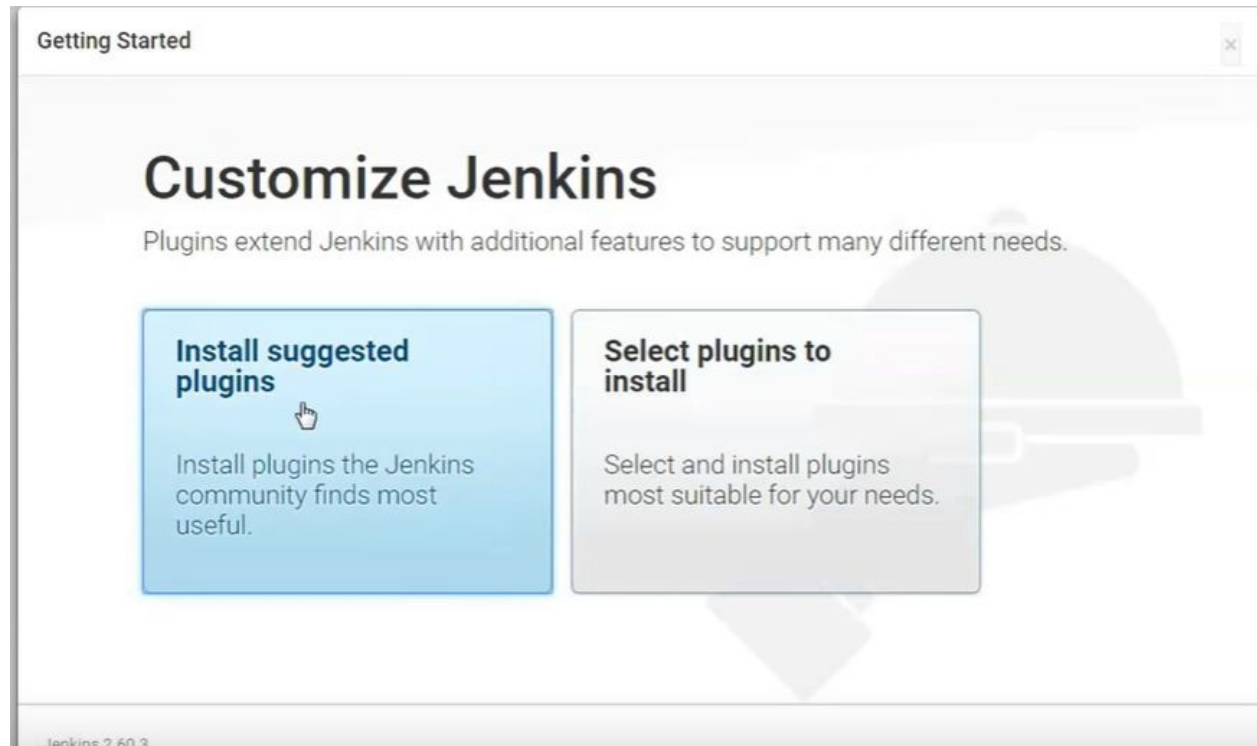 Getting Started
×
Customize Jenkins
Plugins extend Jenkins with additional features to support many different needs.
Install suggested
plugins
Install plugins the Jenkins
community finds most
useful.
Select plugins to
install
Select and install plugins
most suitable for your needs.
Jenkins 2.60.3